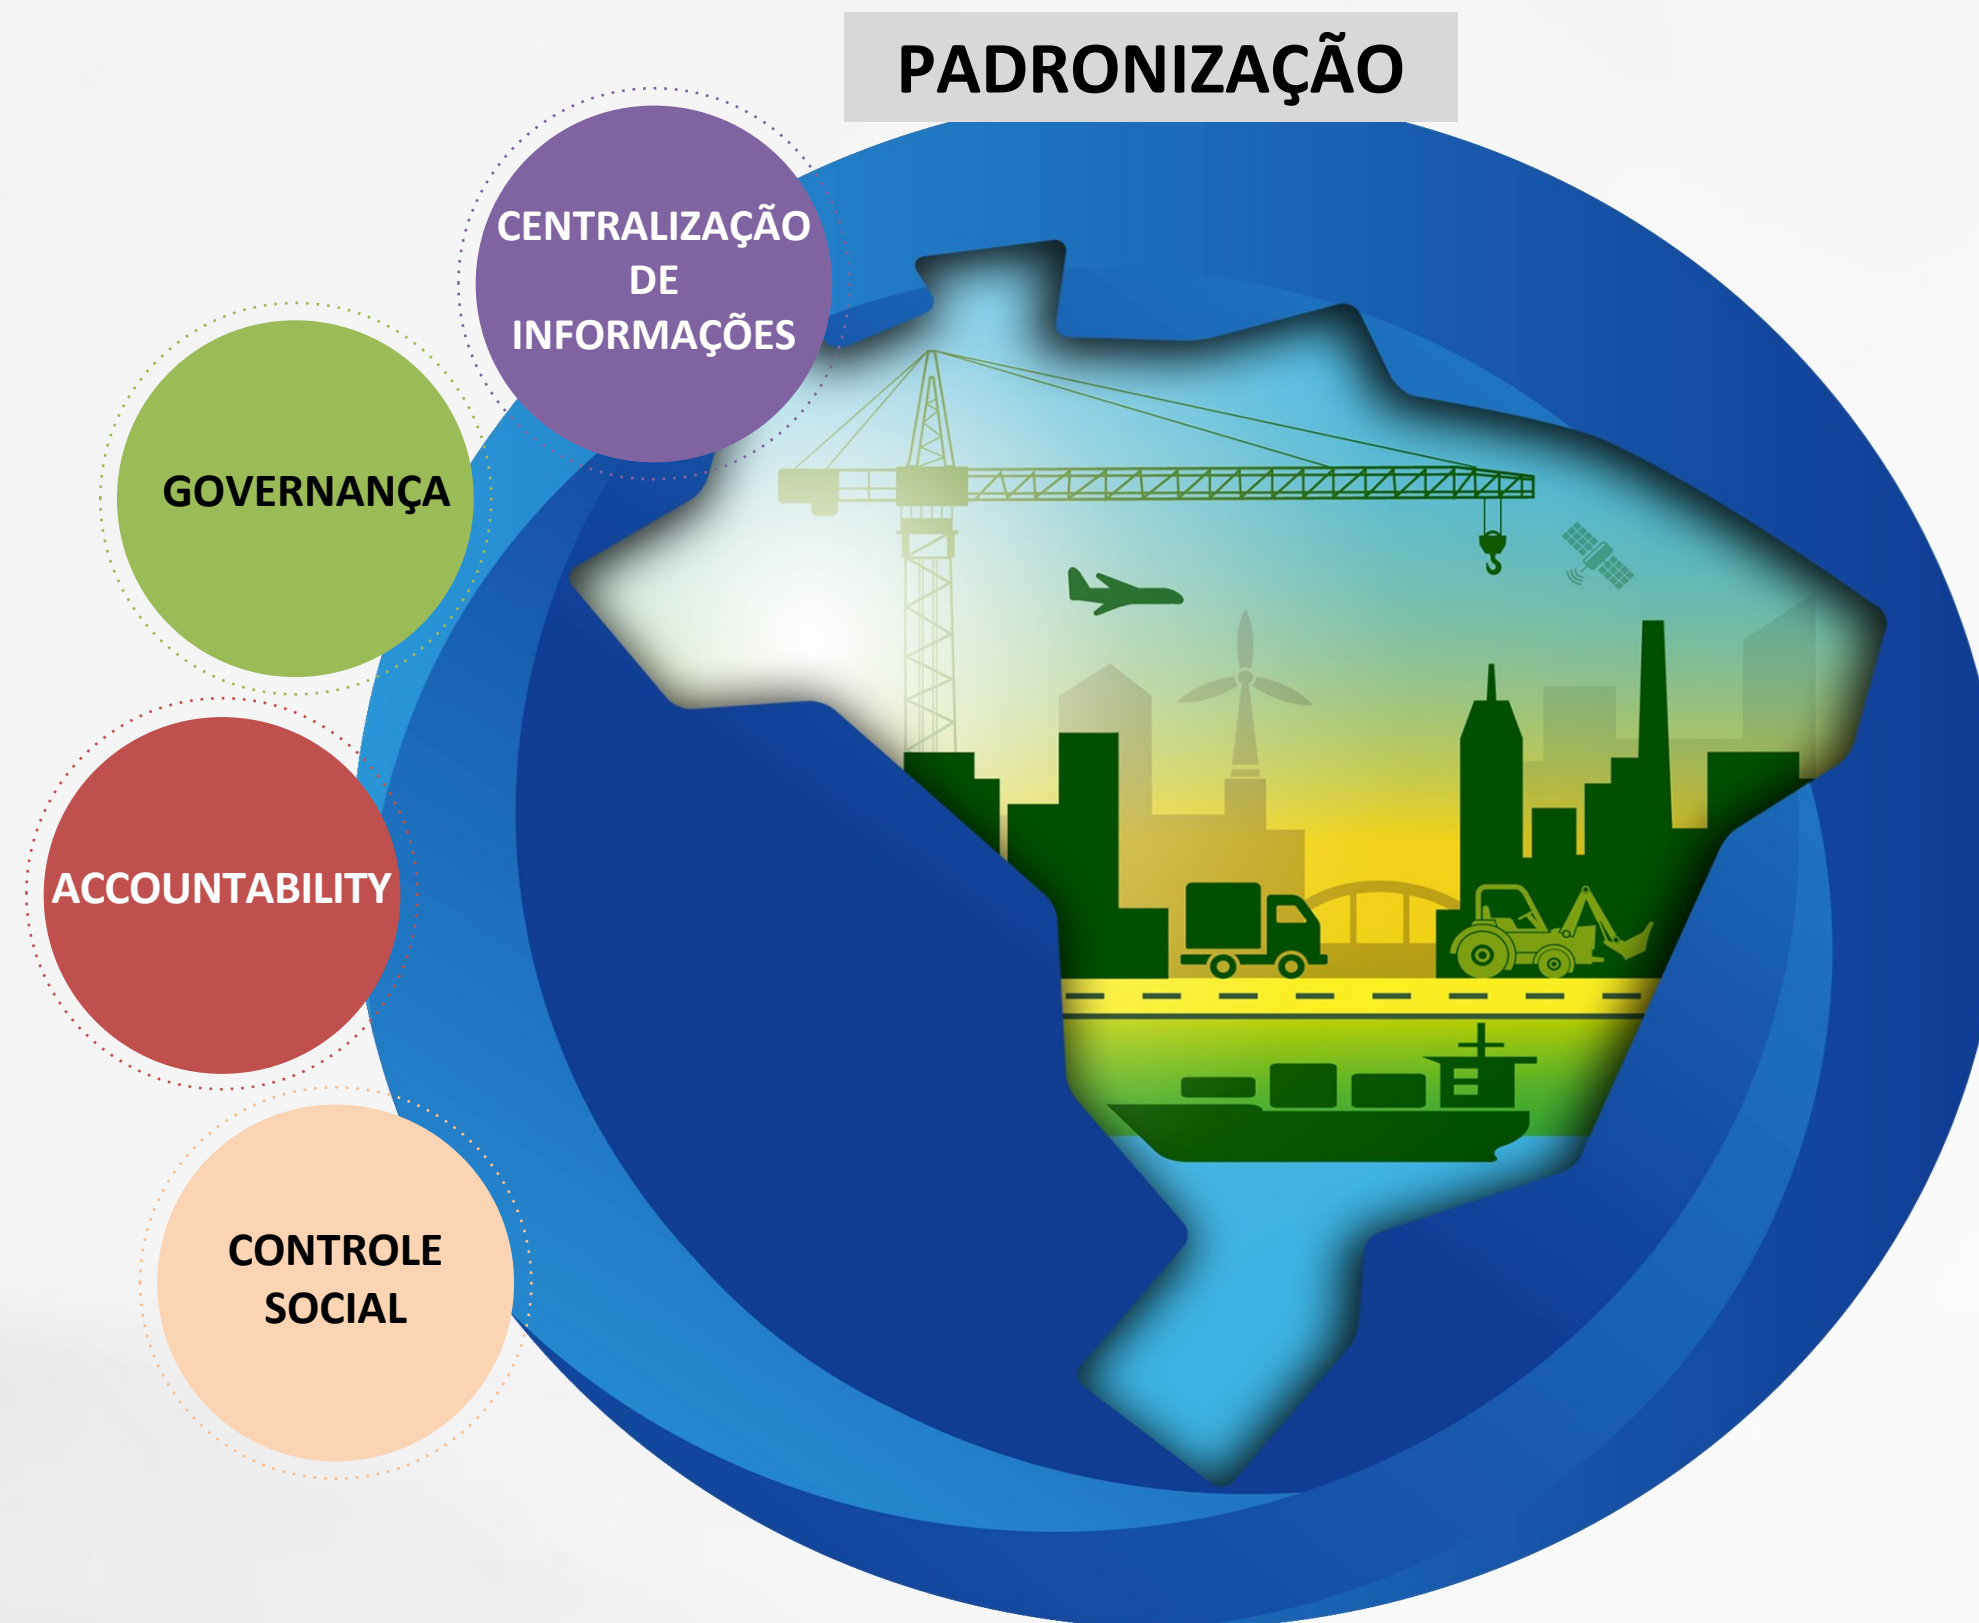 PADRONIZAÇÃO
CENTRALIZAÇÃO
DE
INFORMAÇÕES
GOVERNANÇA
ACCOUNTABILITY
CONTROLE
SOCIAL